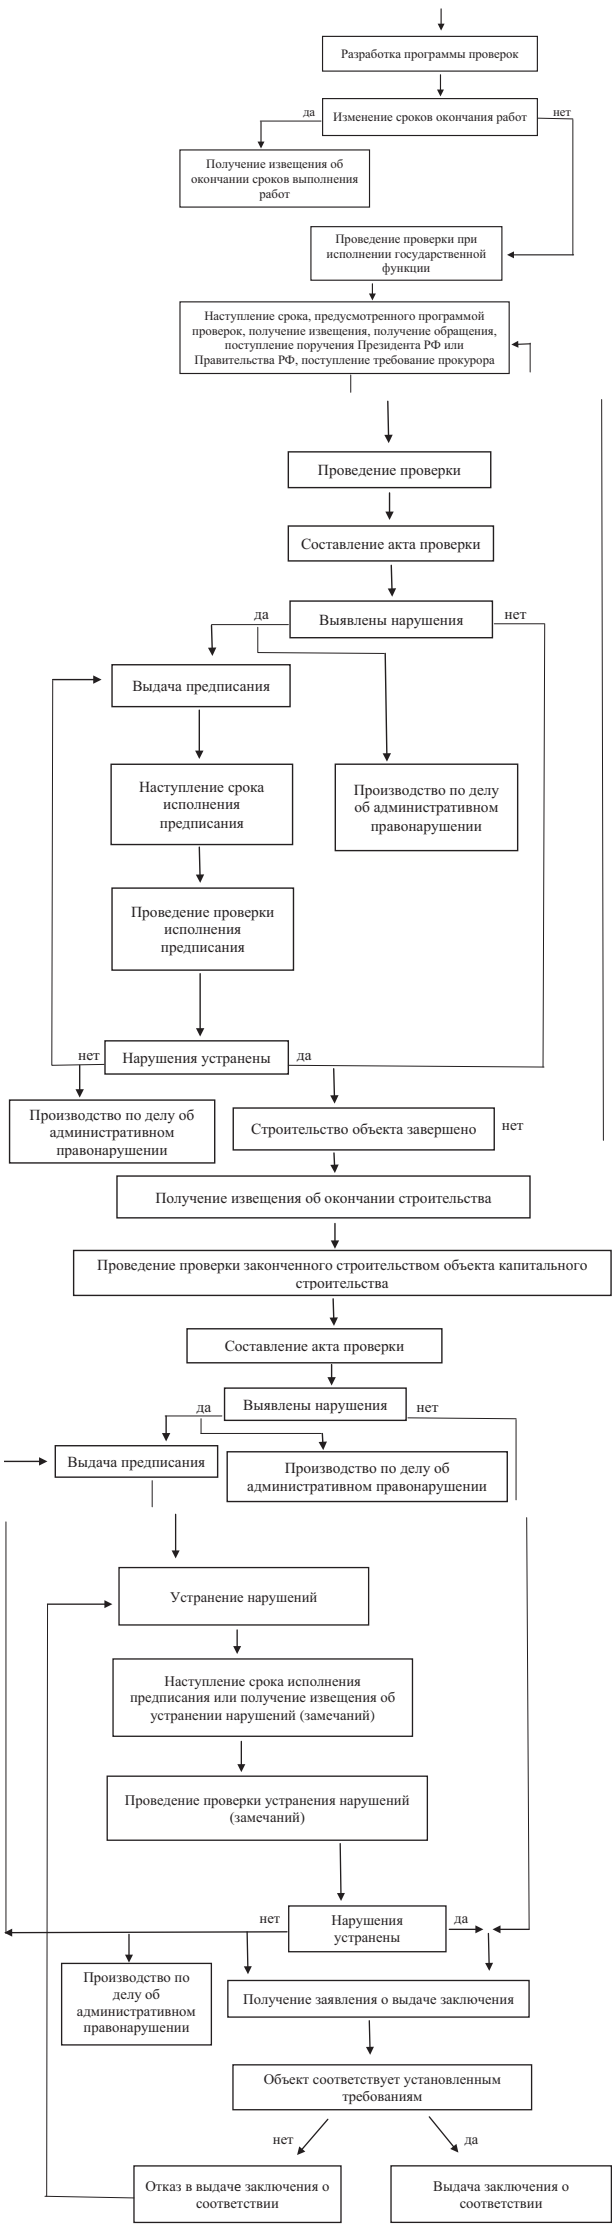 Разработка программы проверок
да
Изменение сроков окончания работ
нет
Получение извещения об
окончании сроков выполнения
работ
Проведение проверки при
исполнении государственной
функции
Наступление срока, предусмотренного программой
проверок, получение извещения, получение обращения,
поступление поручения Президента РФ или
Правительства РФ, поступление требование прокурора
Проведение проверки
Составление акта проверки
да
Выявлены нарушения
нет
Выдача предписания
Наступление срока
исполнения
предписания
Производство по делу
об административном
правонарушении
Проведение проверки
исполнения
предписания
нет
Нарушения устранены
да
Производство по делу об
административном
правонарушении
Строительство объекта завершено
нет
Получение извещения об окончании строительства
Проведение проверки законченного строительством объекта капитального
строительства
Составление акта проверки
да
Выявлены нарушения
нет
Выдача предписания
Производство по делу об
административном правонарушении
Устранение нарушений
Наступление срока исполнения
предписания или получение извещения об
устранении нарушений (замечаний)
Проведение проверки устранения нарушений
(замечаний)
нет
Нарушения
устранены
да
Производство по
делу об
административном
правонарушении
Получение заявления о выдаче заключения
Объект соответствует установленным
требованиям
нет
да
Отказ в выдаче заключения о
соответствии
Выдача заключения о
соответствии